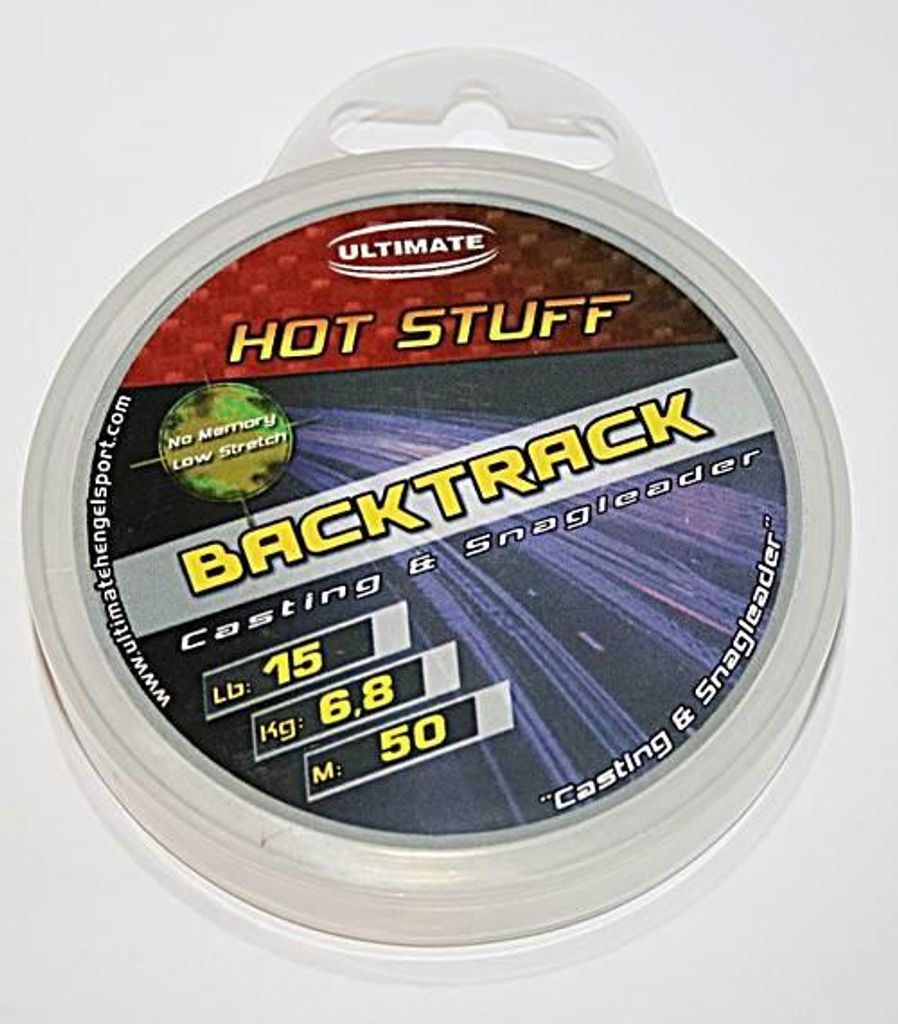 ULTIMATE
HOT STUFF
No Memory
Low Stretch
BACKTRACK
Casting & Snagleader
Lb: 15
Kg: 6,8
M: 50
www.ultimatehengelsport.com
"Casting & Snagleader"